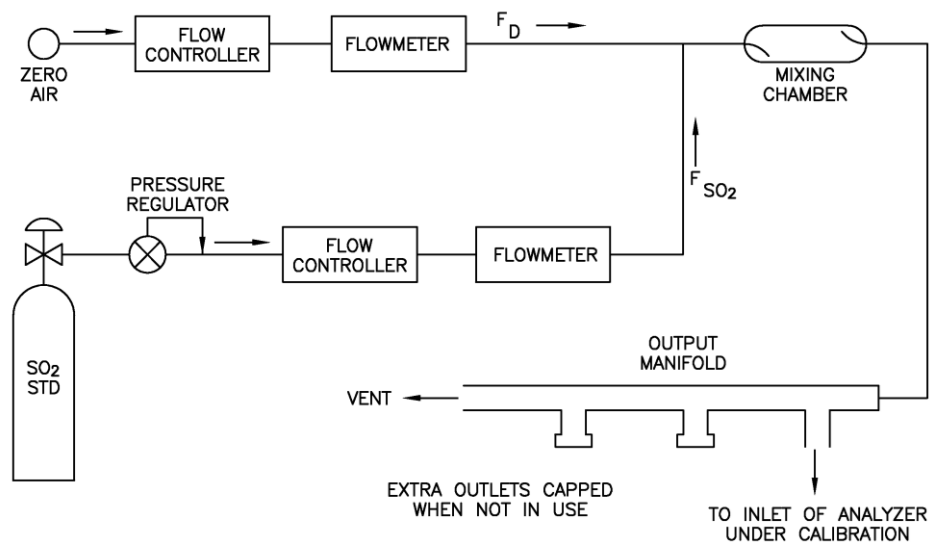 ZERO
AIR
FLOW
CONTROLLER
FLOWMETER
F_D
MIXING
CHAMBER
F_SO₂
PRESSURE
REGULATOR
FLOW
CONTROLLER
FLOWMETER
SO₂
STD
OUTPUT
MANIFOLD
VENT
EXTRA OUTLETS CAPPED
WHEN NOT IN USE
TO INLET OF ANALYZER
UNDER CALIBRATION